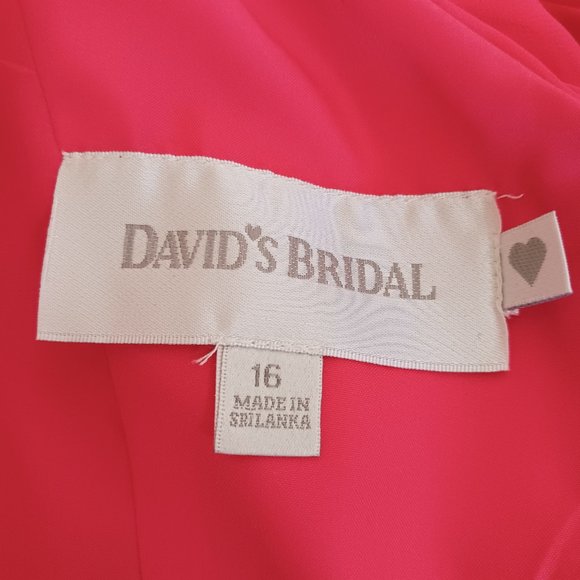 DAVID'S BRIDAL
16
MADE IN
SRI LANKA